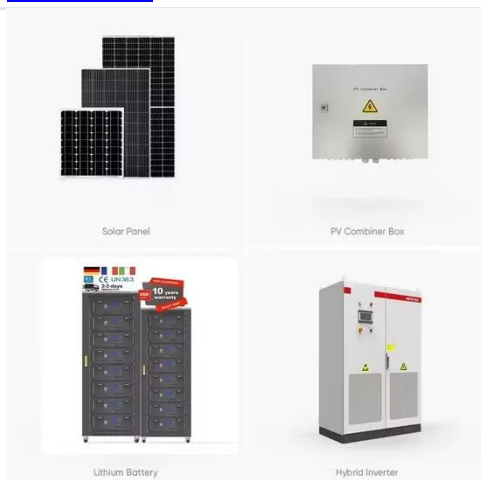 PV Combiner Box
Solar Panel
PV Combiner Box
CE UN38.3
2-3 days
10 years
warranty
Lithium Battery
Hybrid Inverter